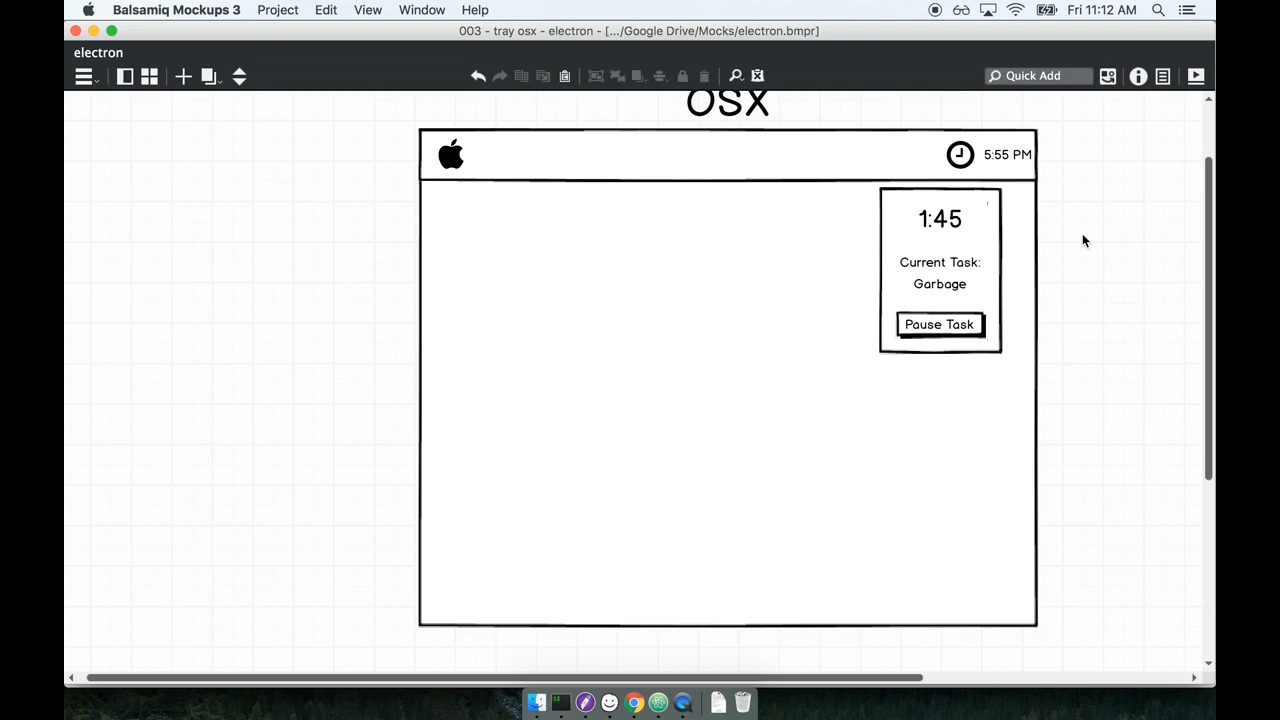 Balsamiq Mockups 3 Project Edit View Window Help Fri 11:12 AM
003 - tray osx - electron - [.../Google Drive/Mocks/electron.bmpr]
electron
Quick Add
OSX
5:55 PM
1:45
Current Task:
Garbage
Pause Task